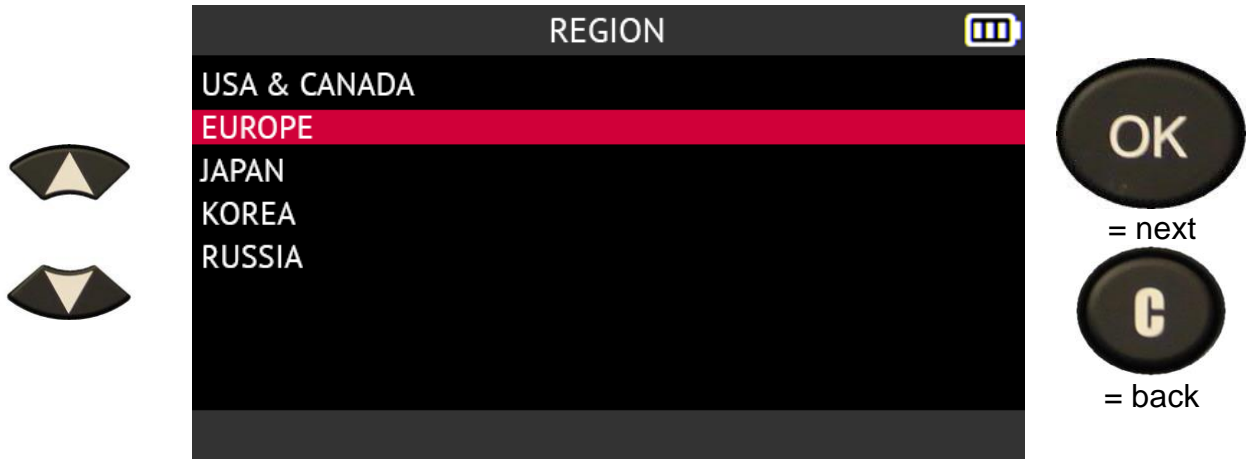 REGION
USA & CANADA
EUROPE
JAPAN
KOREA
RUSSIA
OK
= next
C
= back